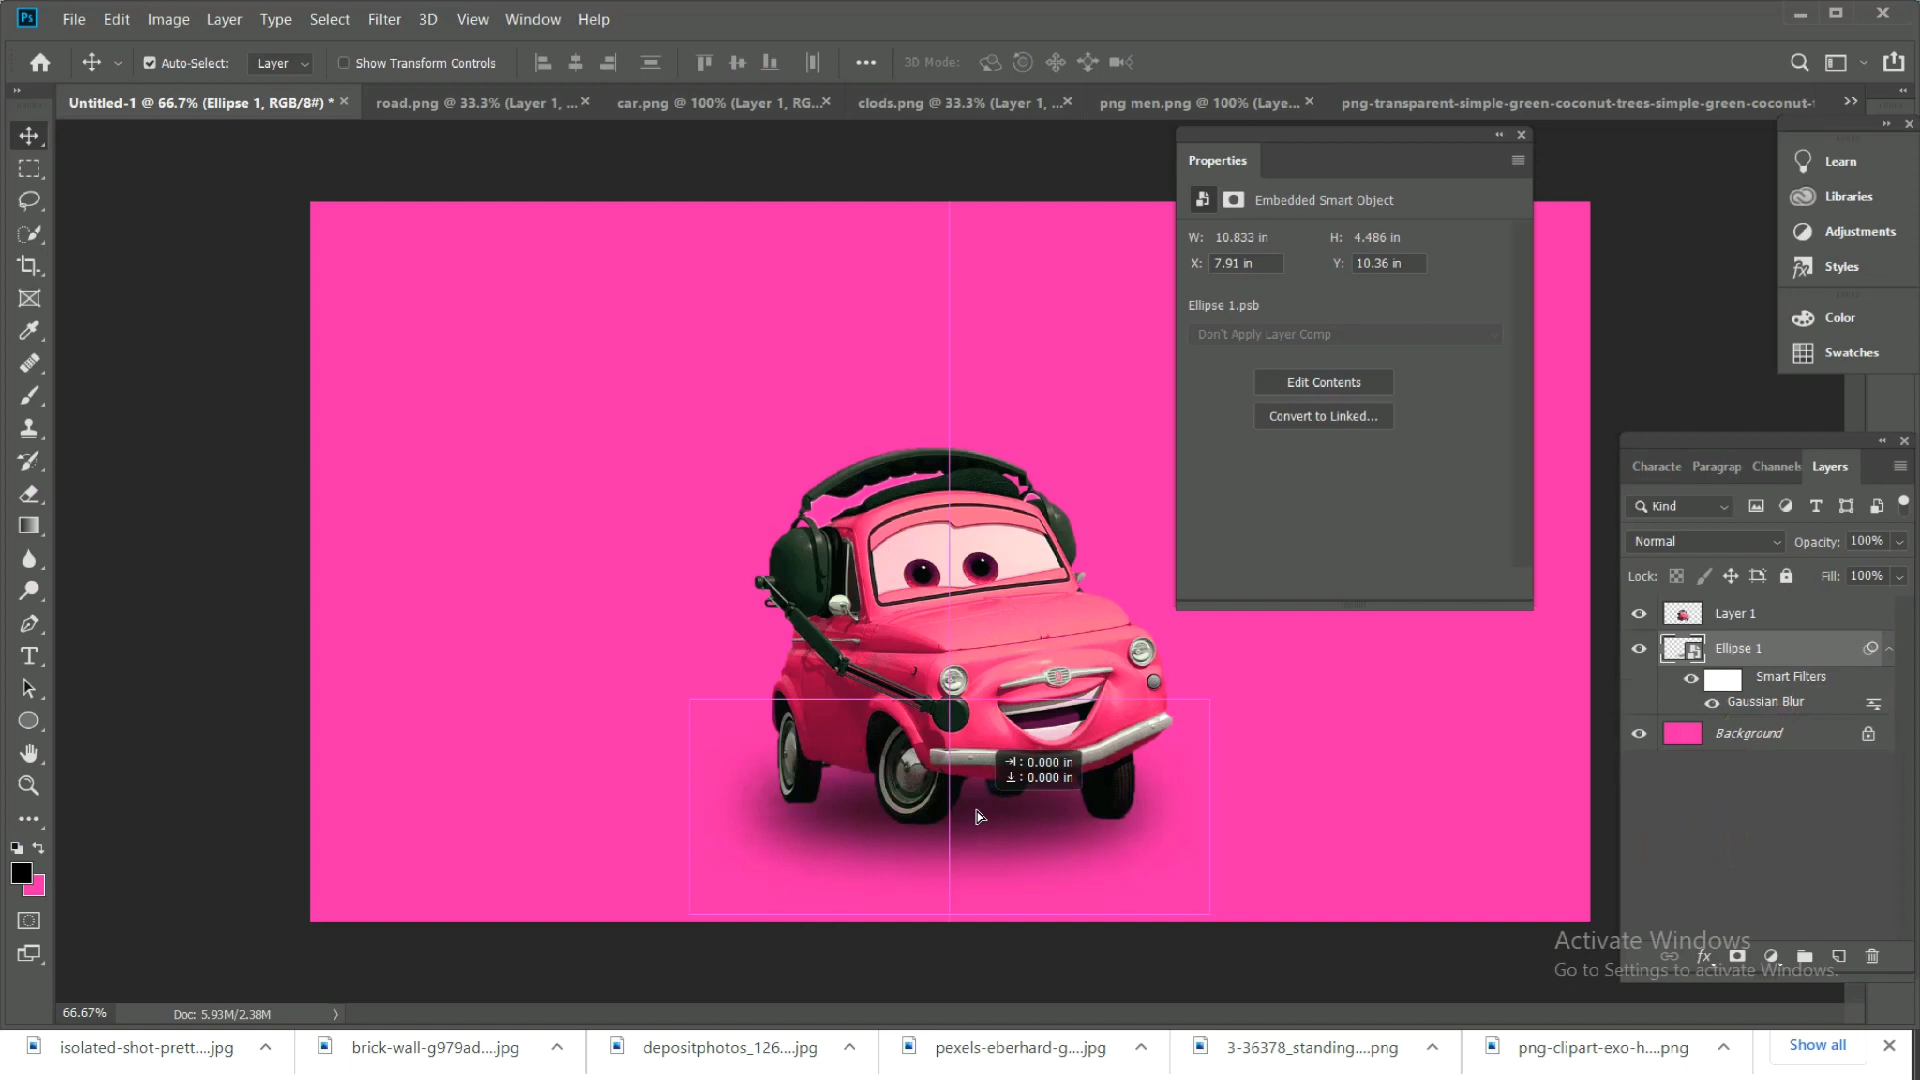 Ps File Edit Image Layer Type Select Filter 3D View Window Help
Auto-Select: Layer Show Transform Controls 3D Mode:
Untitled-1 @ 66.7% (Ellipse 1, RGB/8#) * road.png @ 33.3% (Layer 1, ... car.png @ 100% (Layer 1, RG... clods.png @ 33.3% (Layer 1, ... png men.png @ 100% (Laye... png-transparent-simple-green-coconut-trees-simple-green-coconut-
Properties
Embedded Smart Object
W: 10.833 in H: 4.486 in
X: 7.91 in Y: 10.36 in
Ellipse 1.psb
Don't Apply Layer Comp
Edit Contents
Convert to Linked...
Learn
Libraries
Adjustments
Styles
Color
Swatches
Characte Paragrap Channels Layers
Kind
Normal Opacity: 100%
Lock: Fill: 100%
Layer 1
Ellipse 1
Smart Filters
Gaussian Blur
Background
: 0.000 in
: 0.000 in
Activate Windows
Go to Settings to activate Windows.
fx
66.67% Doc: 5.93M/2.38M
isolated-shot-prett....jpg brick-wall-g979ad....jpg depositphotos_126....jpg pexels-eberhard-g....jpg 3-36378_standing....png png-clipart-exo-h....png Show all